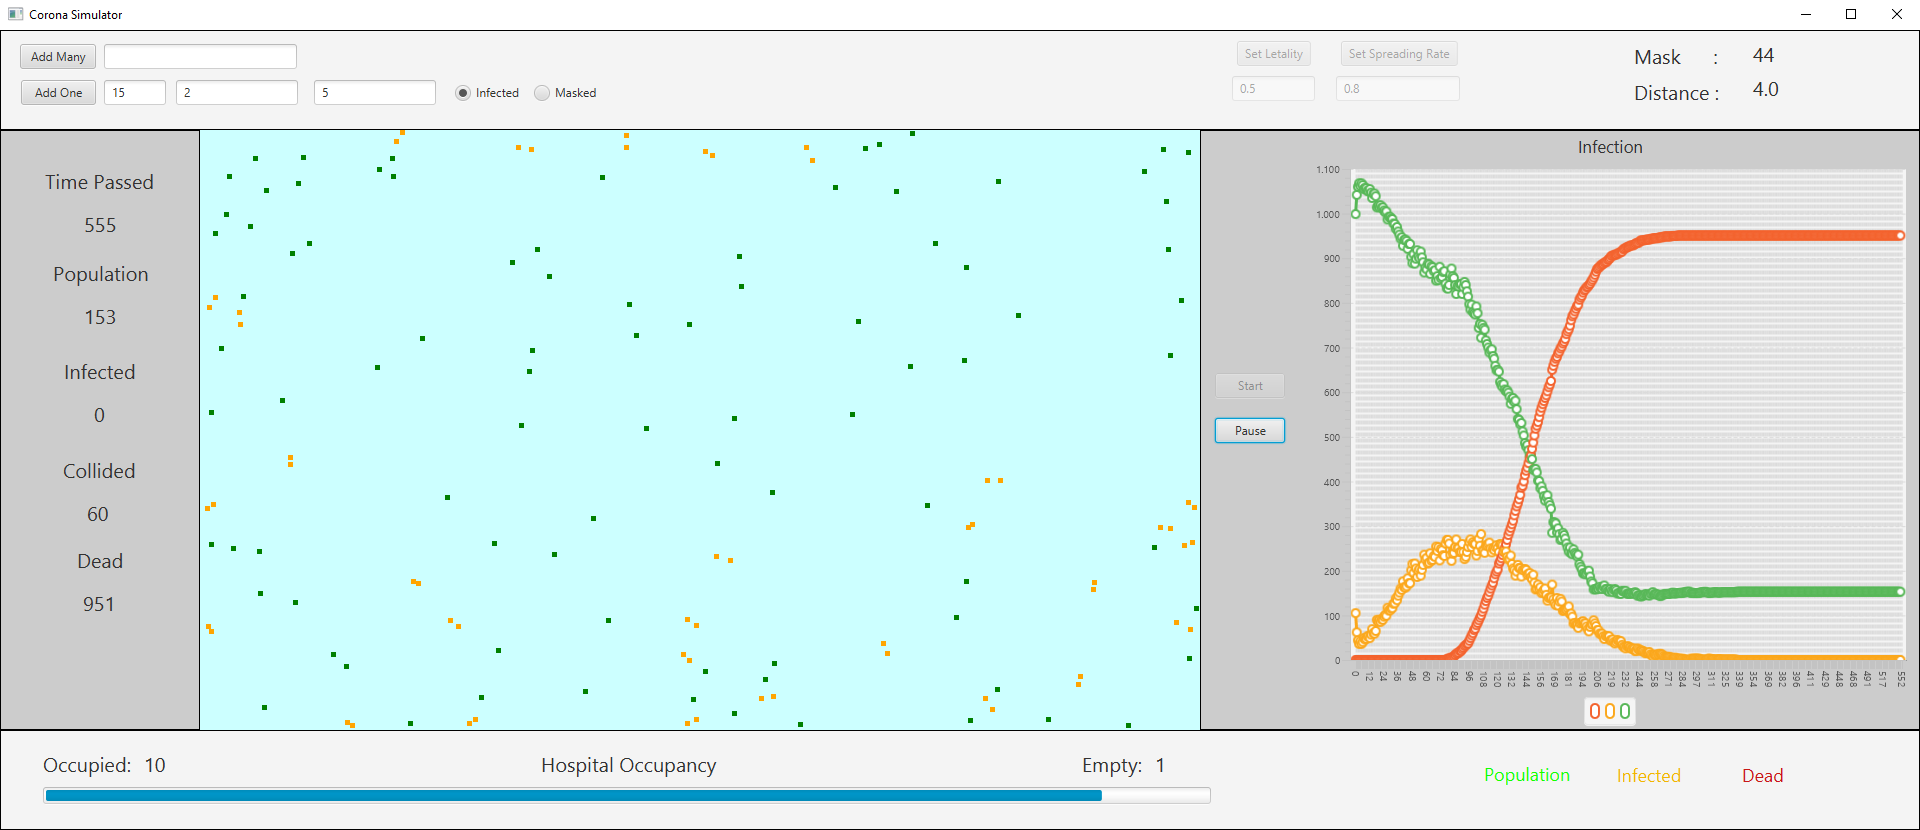 Corona Simulator
Add Many
Add One 15 2 5 Infected Masked
Set Letality Set Spreading Rate
0.5 0.8
Mask : 44
Distance : 4.0
Time Passed
555
Population
153
Infected
0
Collided
60
Dead
951
Start
Pause
Infection
1.100
1.000
900
800
700
600
500
400
300
200
100
0
0 12 24 36 48 60 72 84 96 108 120 132 144 156 169 181 194 206 219 232 244 258 271 284 297 311 325 339 354 369 382 396 411 429 448 468 491 517 552
Occupied: 10 Hospital Occupancy Empty: 1
Population Infected Dead